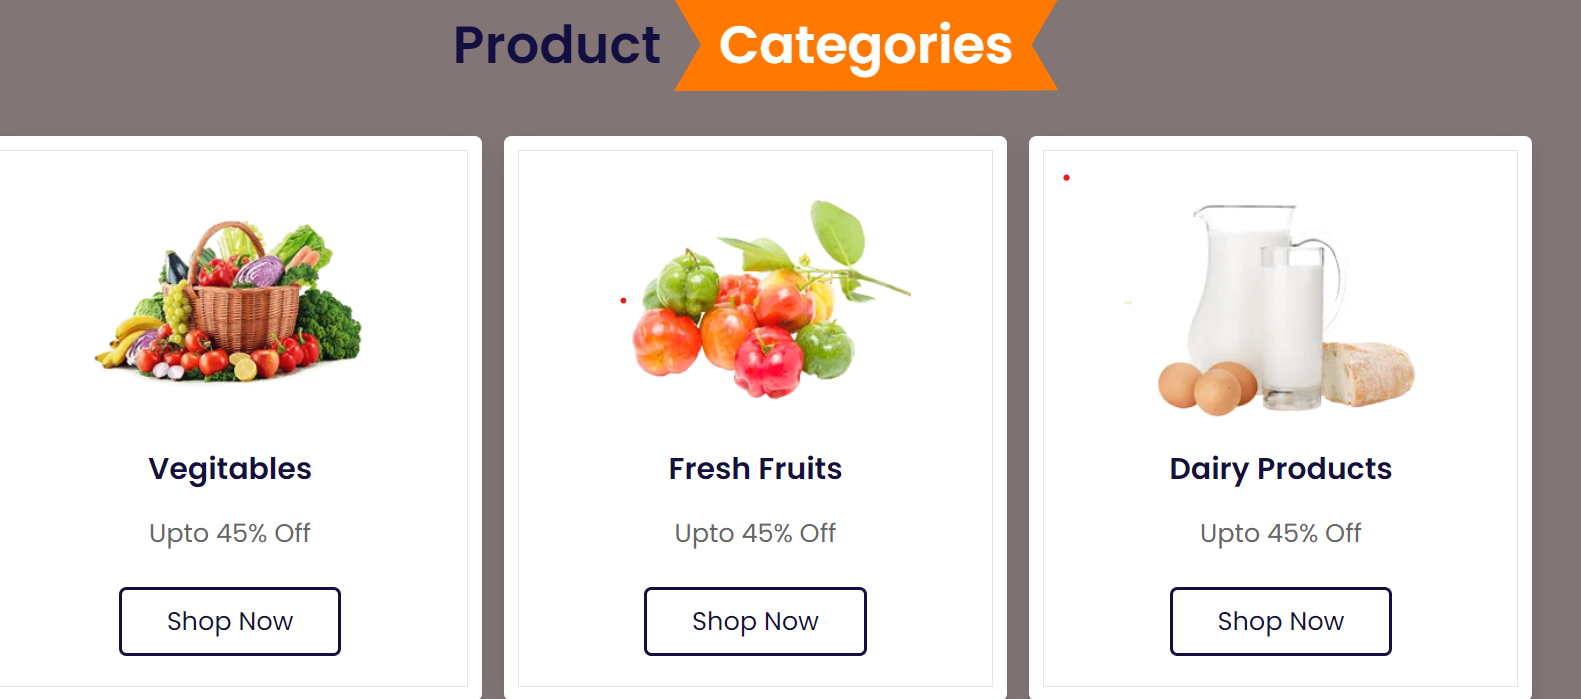 Product Categories
Vegitables
Upto 45% Off
Shop Now
Fresh Fruits
Upto 45% Off
Shop Now
Dairy Products
Upto 45% Off
Shop Now